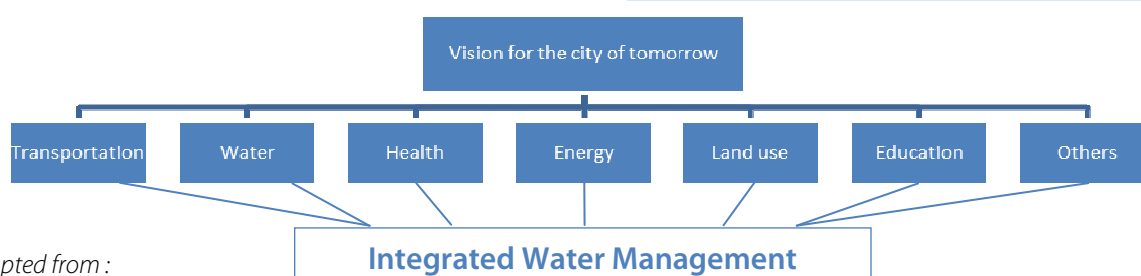 Vision for the city of tomorrow
Transportation Water Health Energy Land use Education Others
Integrated Water Management
pted from :